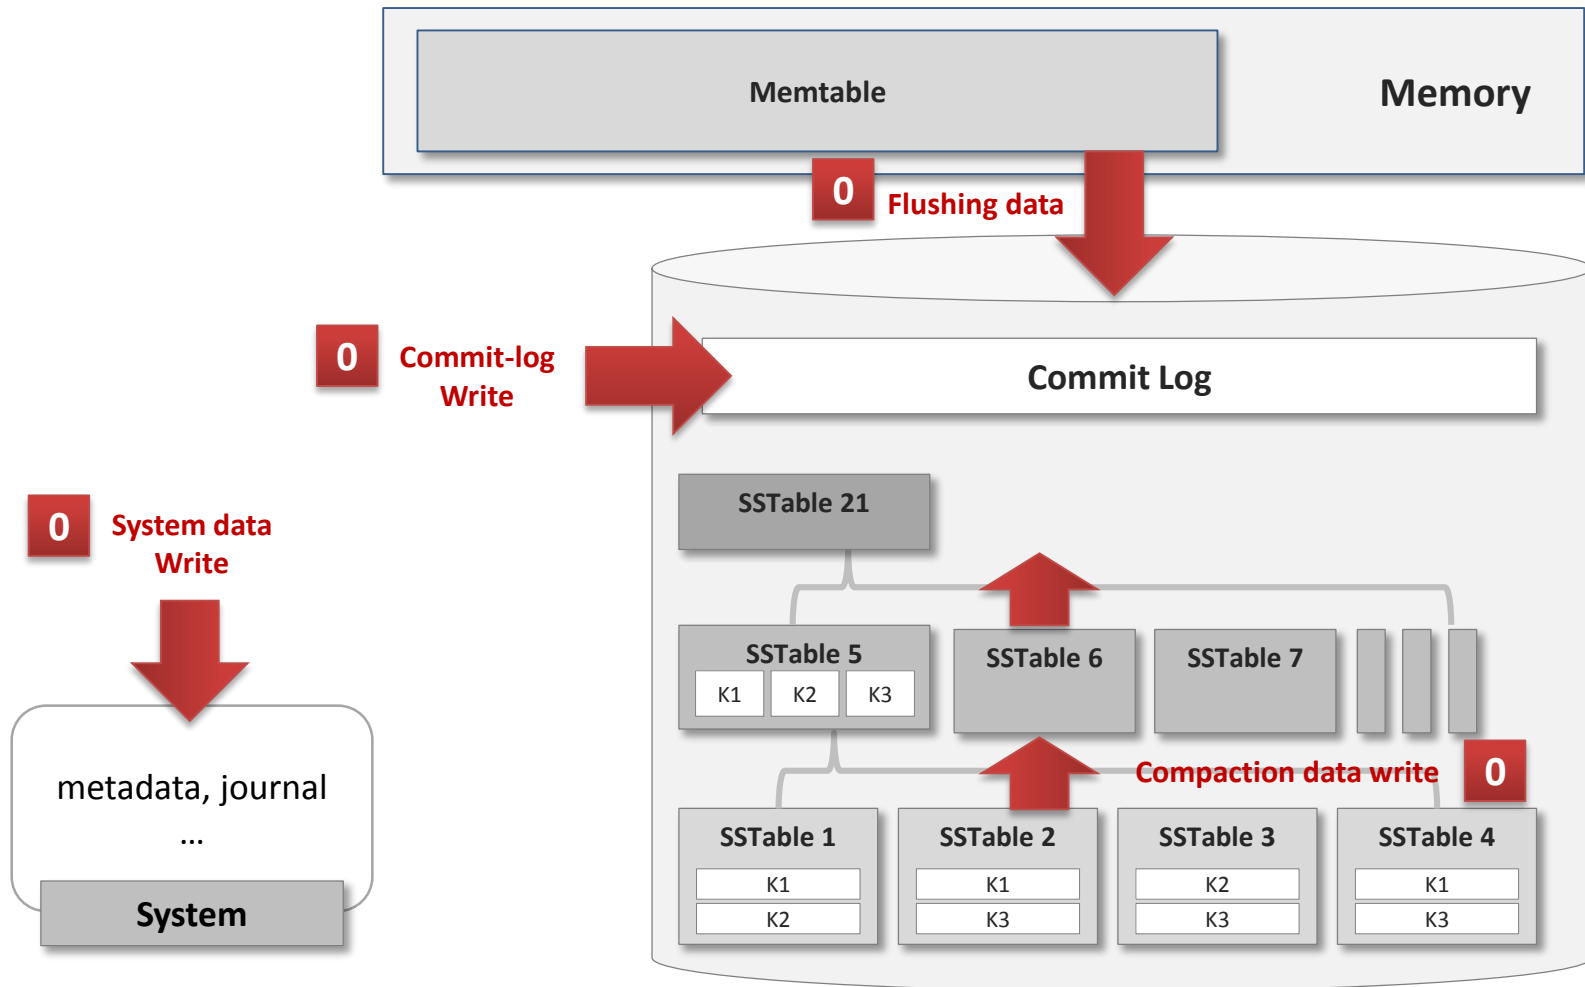 Memtable
Memory
0
Flushing data
0
Commit-log
Write
Commit Log
0
System data
Write
SSTable 21
SSTable 5
K1 K2 K3
SSTable 6
SSTable 7
metadata, journal
...
System
Compaction data write
0
SSTable 1
K1
K2
SSTable 2
K1
K3
SSTable 3
K2
K3
SSTable 4
K1
K3